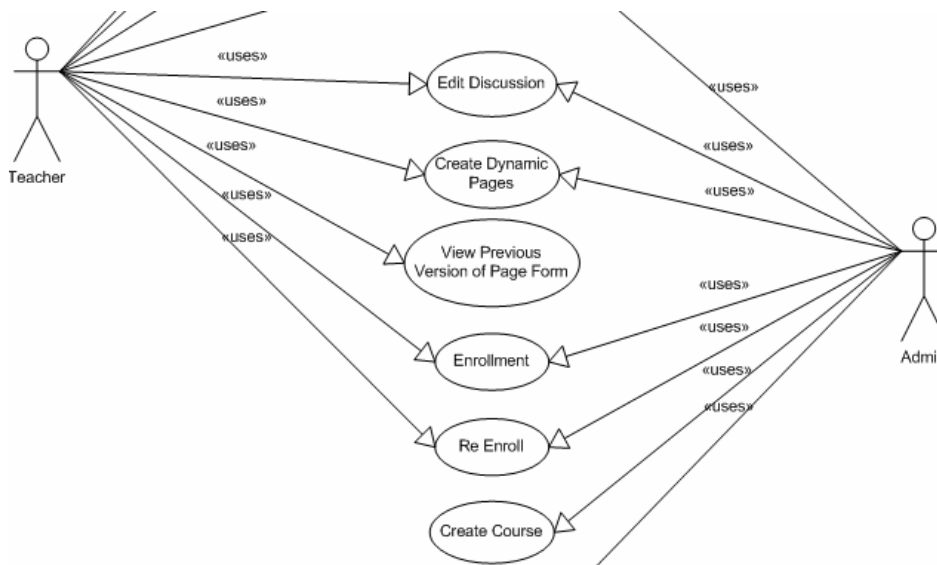 «uses»
Edit Discussion
«uses»
«uses»
«uses»
«uses»
Create Dynamic
Pages
«uses»
Teacher
«uses»
«uses»
View Previous
Version of Page Form
«uses»
«uses»
Enrollment
Admi
«uses»
«uses»
Re Enroll
Create Course